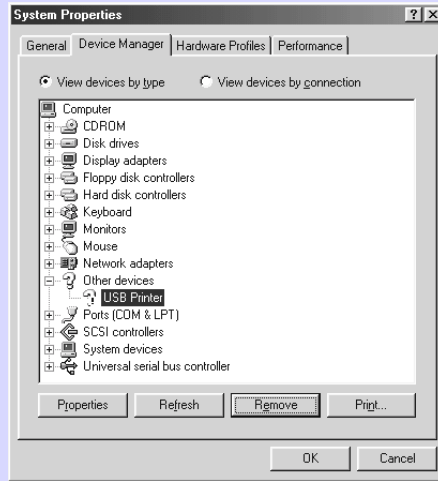 System Properties
General
Device Manager
Hardware Profiles
Performance
View devices by type
View devices by connection
Computer
CDROM
Disk drives
Display adapters
Floppy disk controllers
Hard disk controllers
Keyboard
Monitors
Mouse
Network adapters
Other devices
USB Printer
Ports (COM & LPT)
SCSI controllers
System devices
Universal serial bus controller
Properties
Refresh
Remove
Print...
OK
Cancel